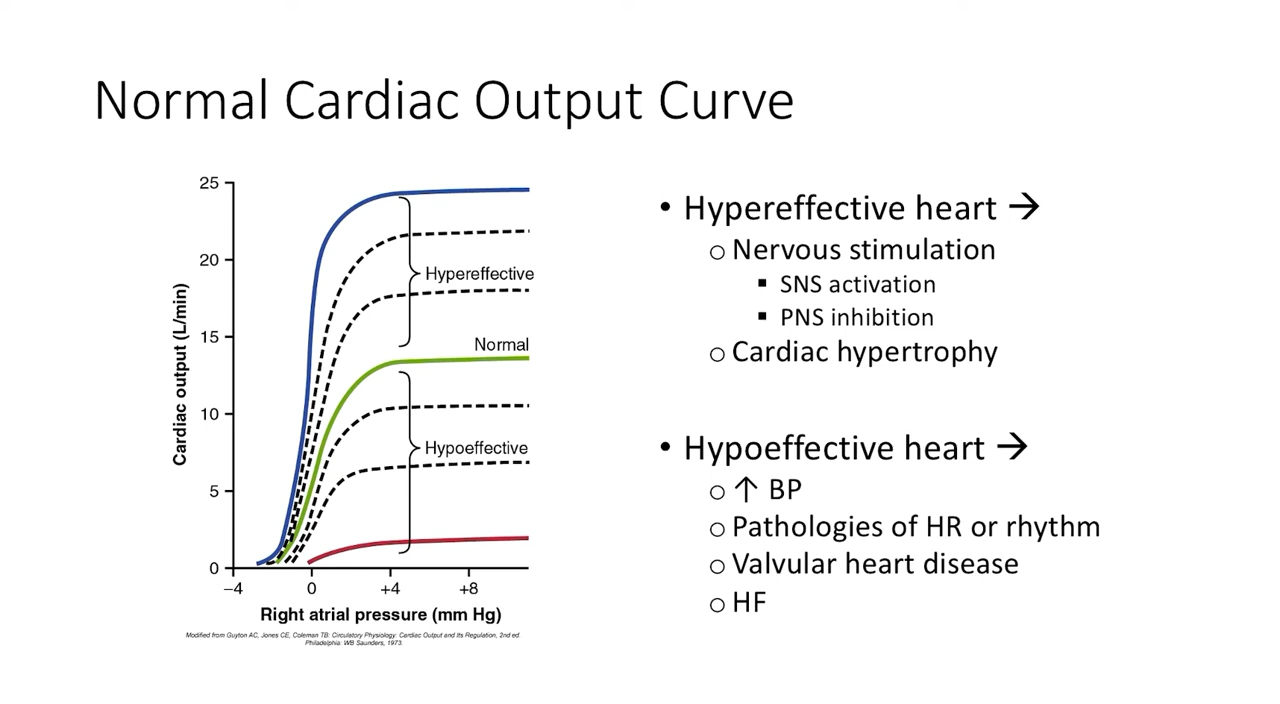 Normal Cardiac Output Curve
25
20
15
10
5
0
−4
0
+4
+8
Cardiac output (L/min)
Right atrial pressure (mm Hg)
Hypereffective
Normal
Hypoeffective
Modified from Guyton AC, Jones CE, Coleman TB: Circulatory Physiology: Cardiac Output and Its Regulation, 2nd ed.
Philadelphia: WB Saunders, 1973.
• Hypereffective heart →
o Nervous stimulation
▪ SNS activation
▪ PNS inhibition
o Cardiac hypertrophy
• Hypoeffective heart →
o ↑ BP
o Pathologies of HR or rhythm
o Valvular heart disease
o HF